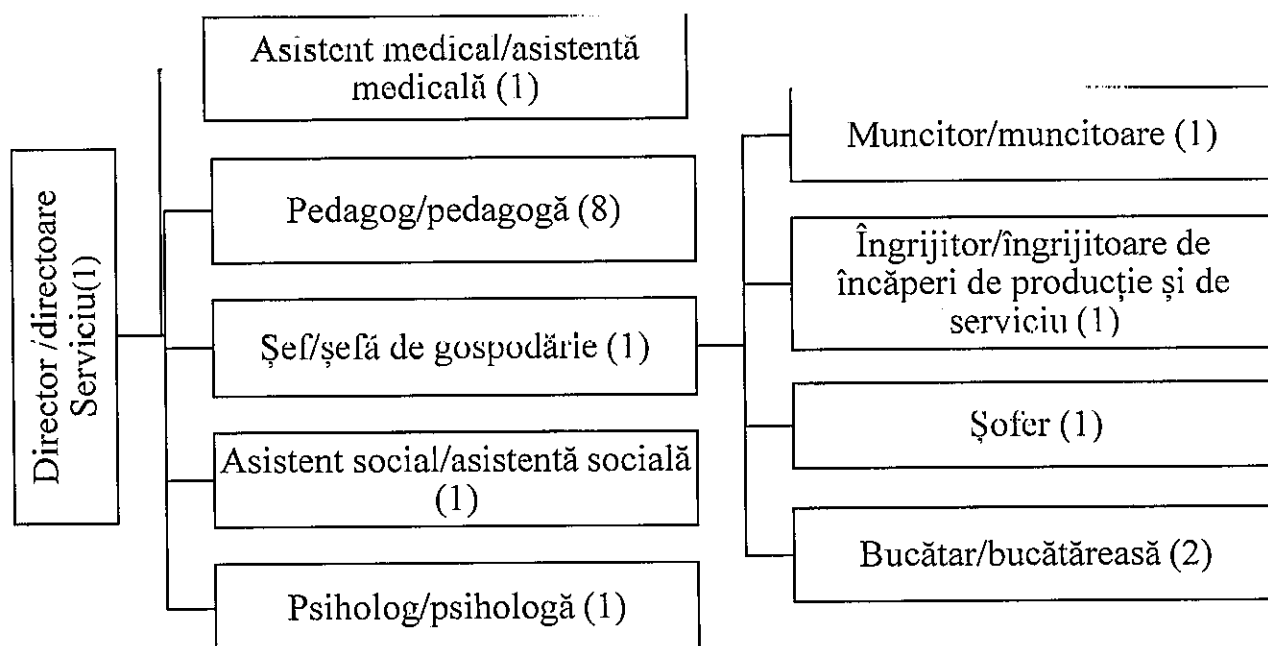 Director /directoare
Serviciu(1)
Asistent medical/asistentă
medicală (1)
Pedagog/pedagogă (8)
Șef/șefă de gospodărie (1)
Asistent social/asistentă socială
(1)
Psiholog/psihologă (1)
Muncitor/muncitoare (1)
Îngrijitor/îngrijitoare de
încăperi de producție și de
serviciu (1)
Șofer (1)
Bucătar/bucătăreasă (2)